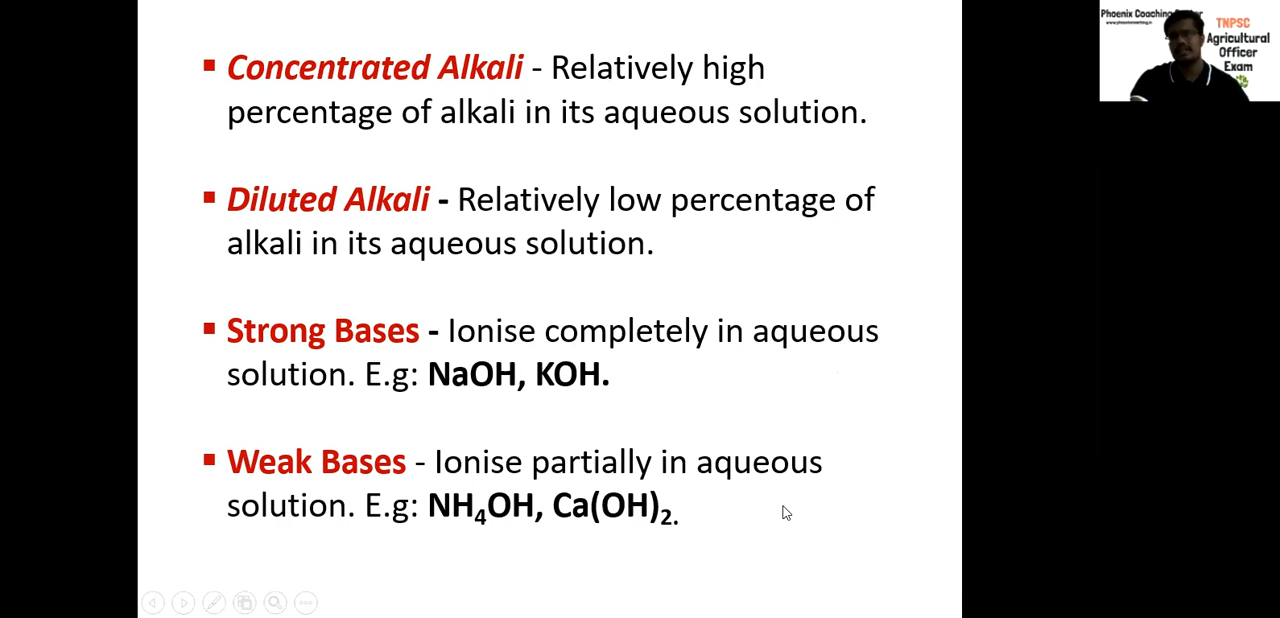 ▪ Concentrated Alkali - Relatively high
percentage of alkali in its aqueous solution.
▪ Diluted Alkali - Relatively low percentage of
alkali in its aqueous solution.
▪ Strong Bases - Ionise completely in aqueous
solution. E.g: NaOH, KOH.
▪ Weak Bases - Ionise partially in aqueous
solution. E.g: NH₄OH, Ca(OH)₂.
Phoenix Coaching
TNPSC
Agricultural
Officer
Exam